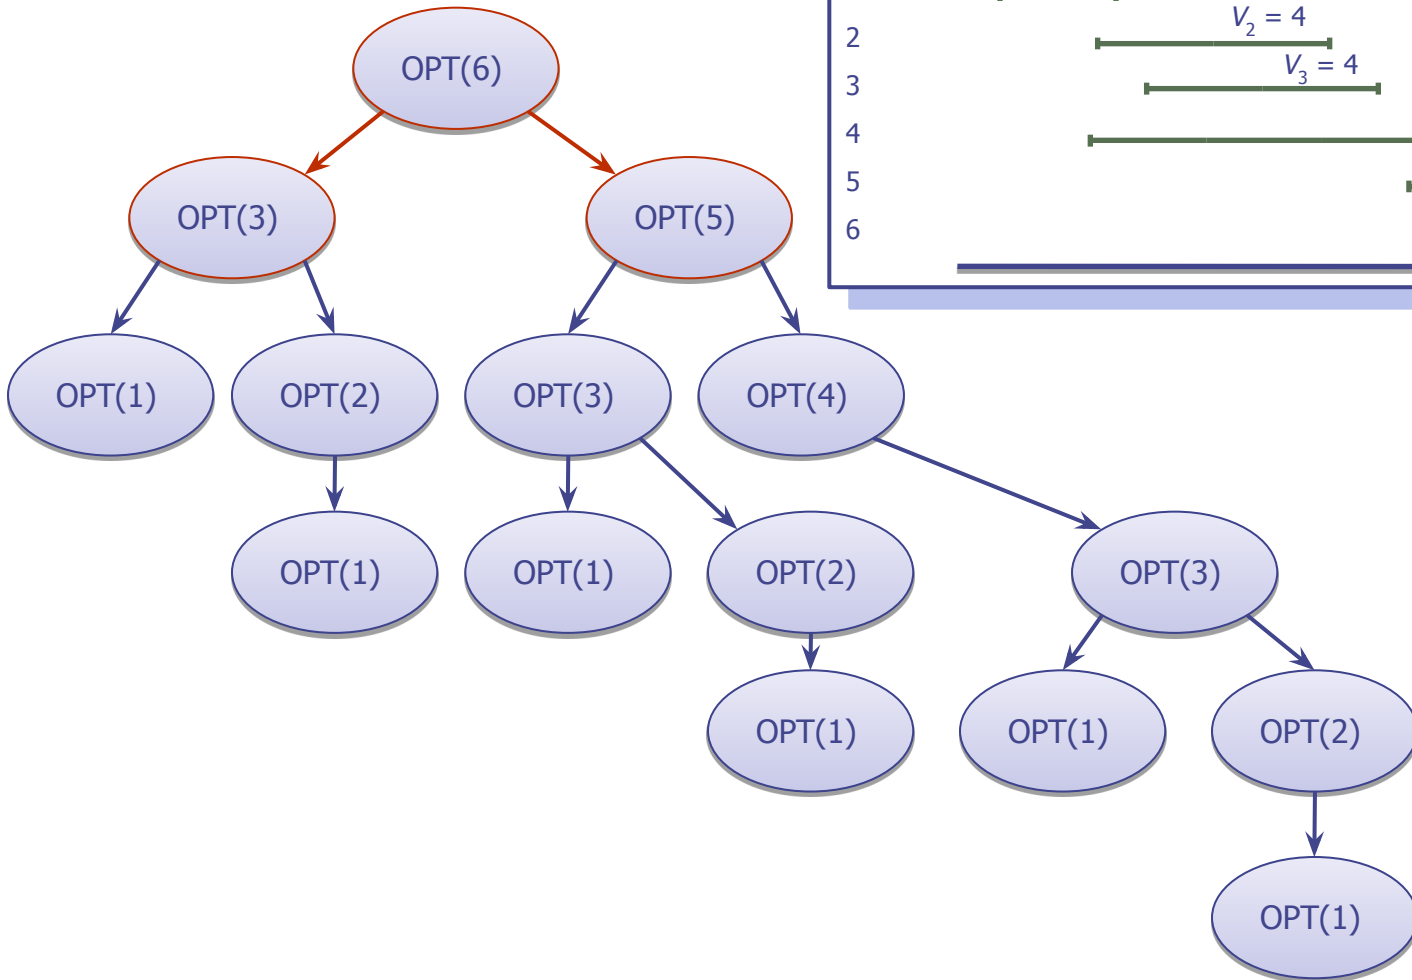 V2 = 4
2
V3 = 4
3
4
5
6
OPT(6)
OPT(3) OPT(5)
OPT(1) OPT(2) OPT(3) OPT(4)
OPT(1) OPT(1) OPT(2) OPT(3)
OPT(1) OPT(1) OPT(2)
OPT(1)